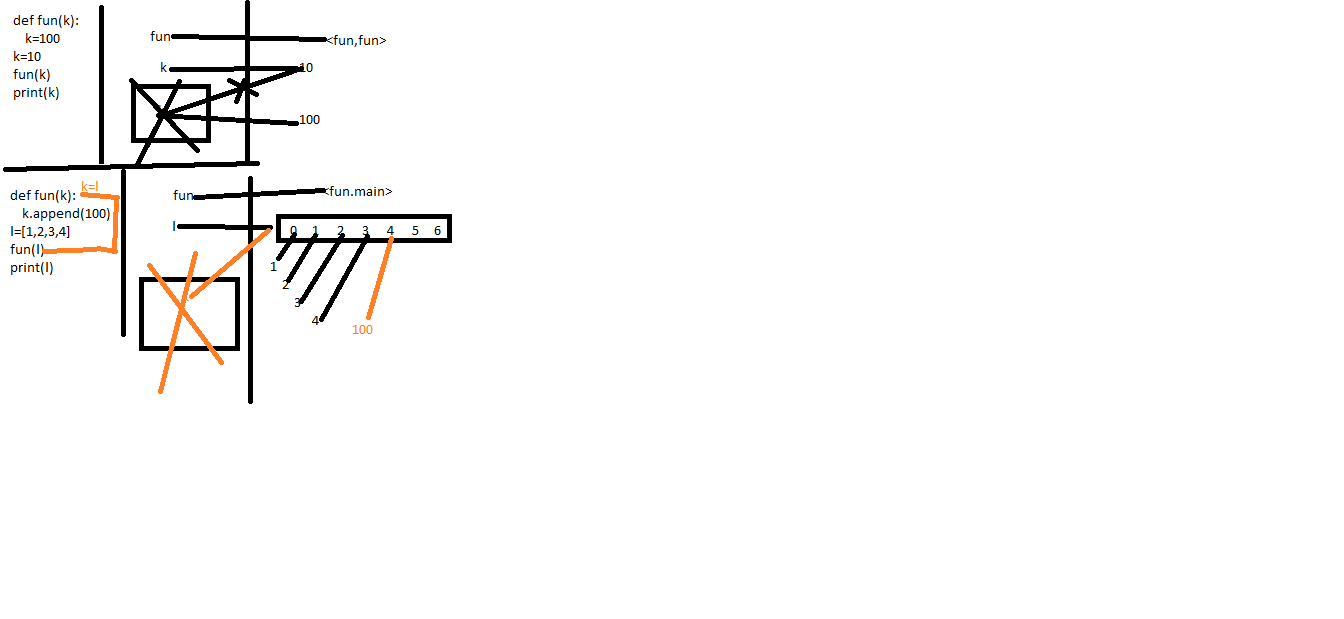 def fun(k):
k=100
k=10
fun(k)
print(k)
fun
<fun,fun>
k
10
100
k=l
def fun(k):
k.append(100)
l=[1,2,3,4]
fun(l)
print(l)
fun
<fun.main>
l
0 1 2 3 4 5 6
1
2
3
4
100